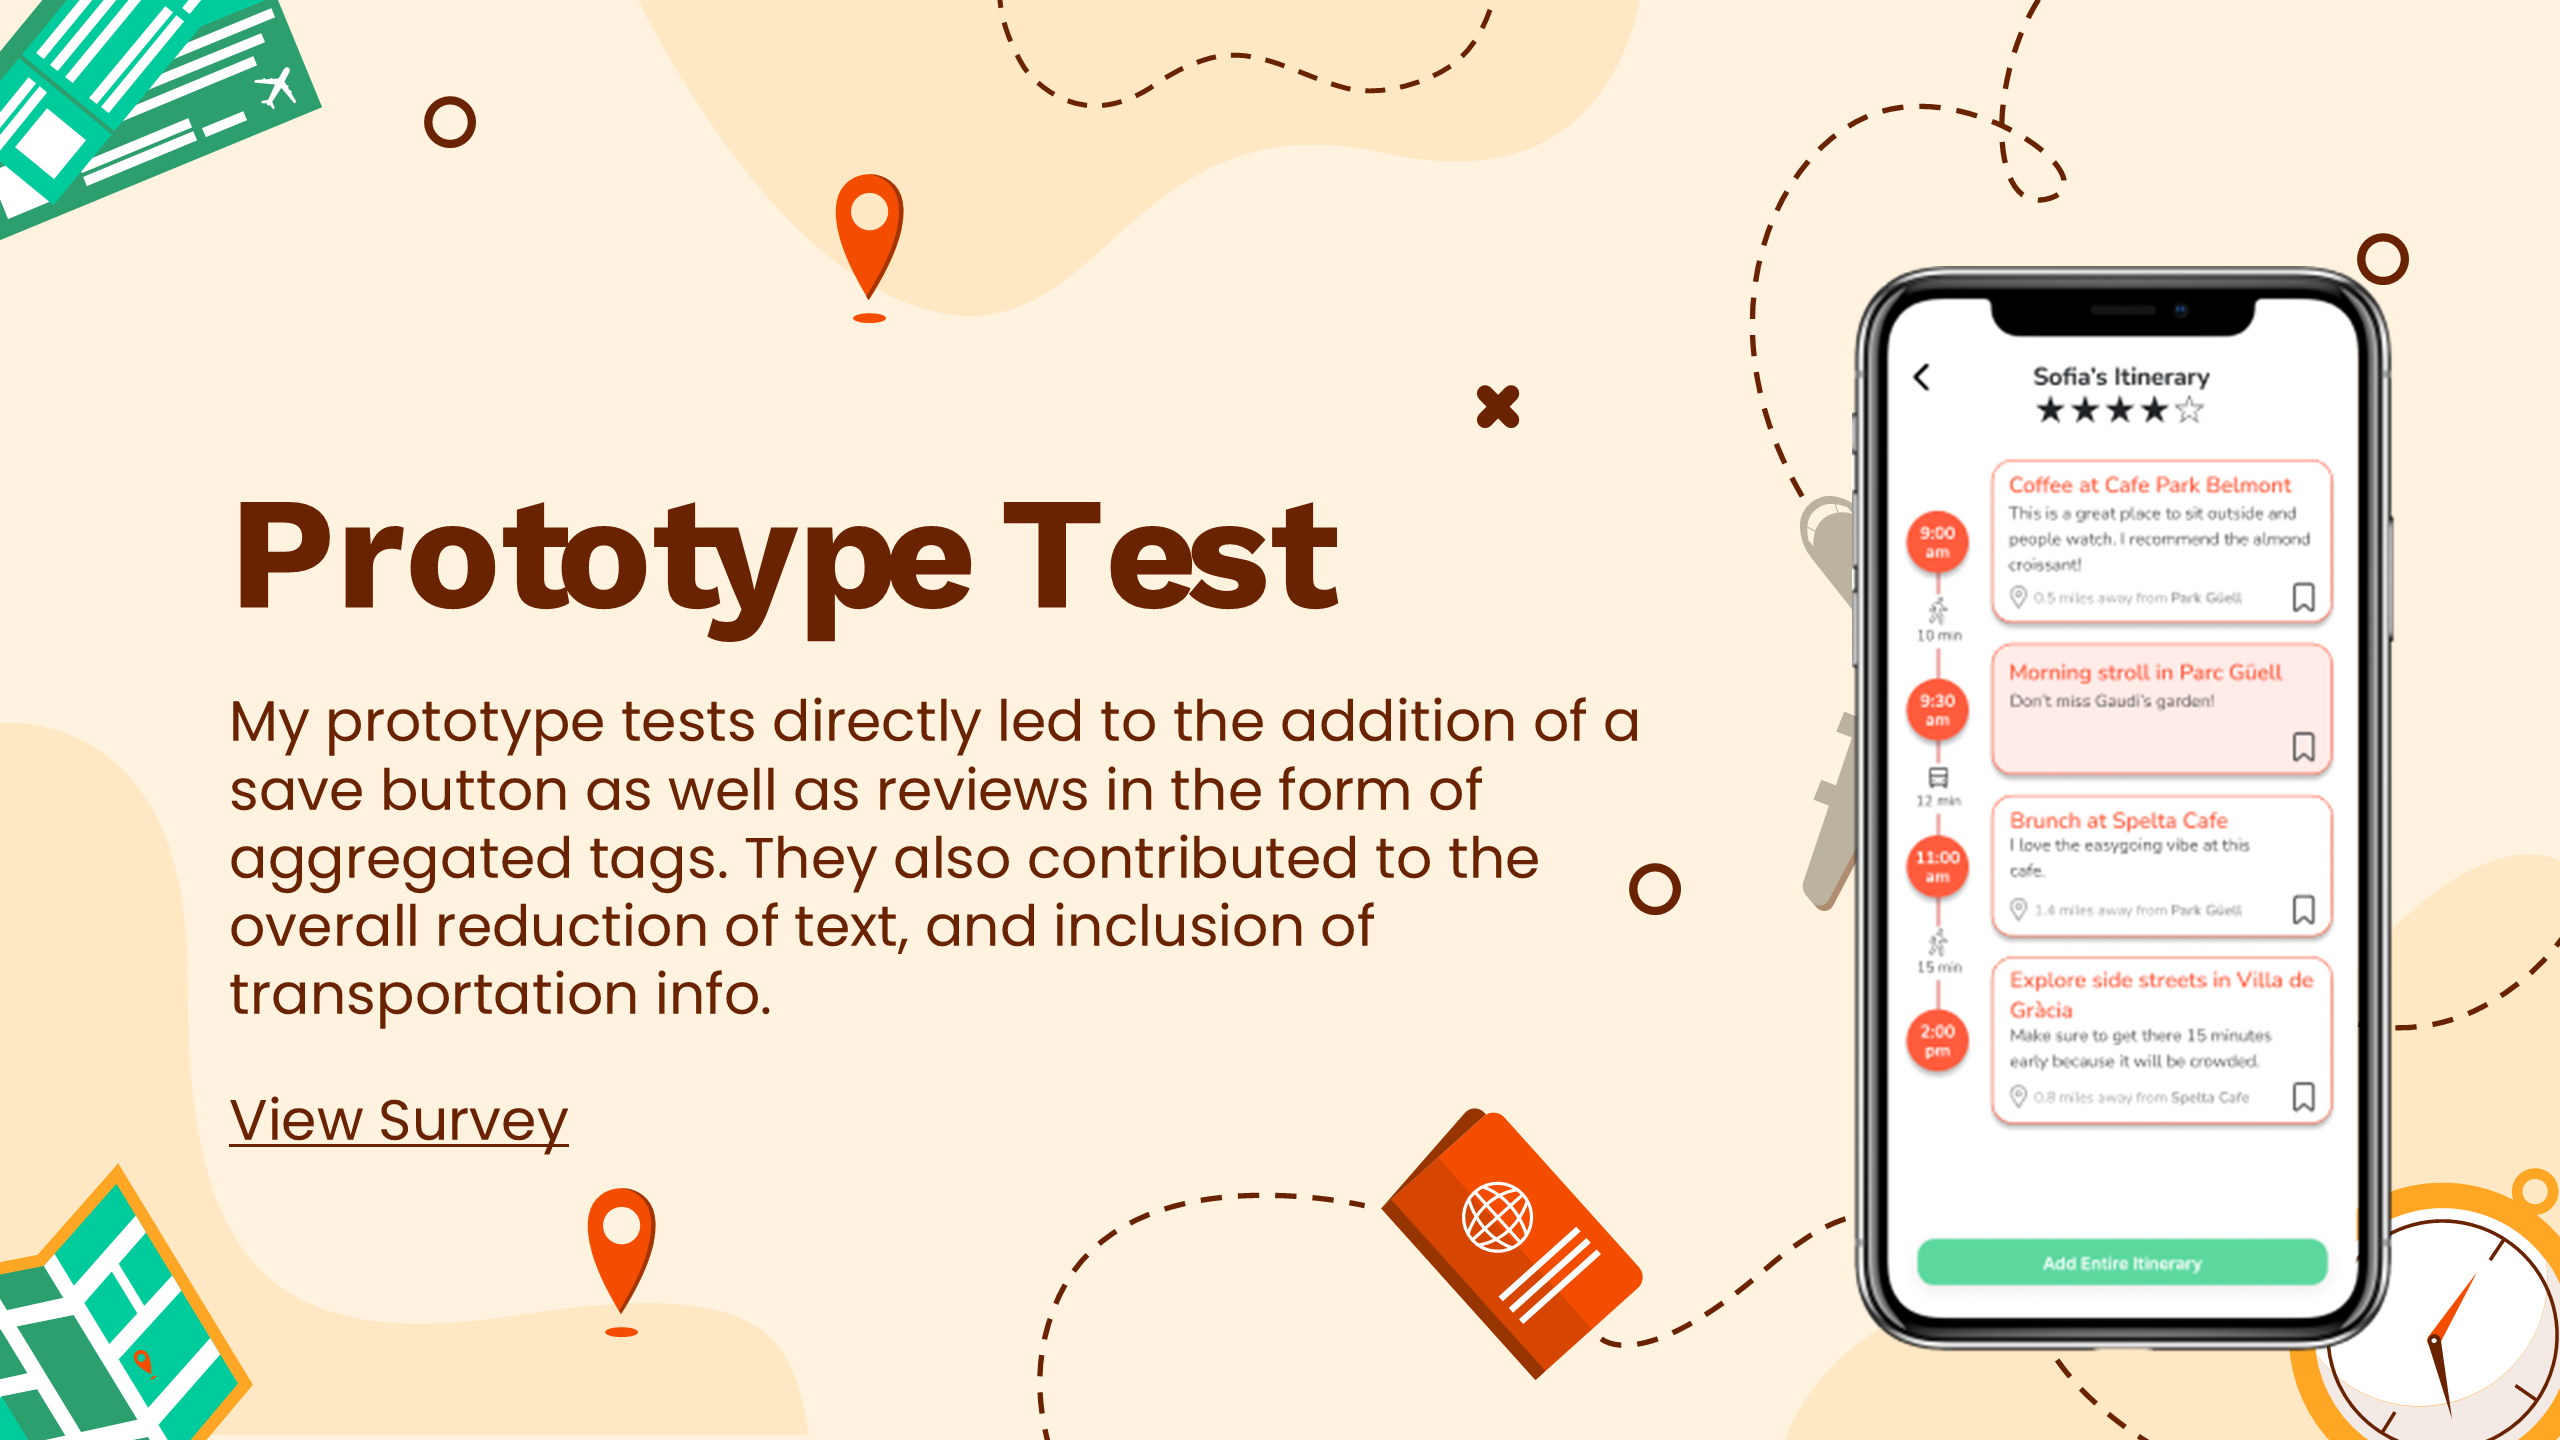 Prototype Test
My prototype tests directly led to the addition of a
save button as well as reviews in the form of
aggregated tags. They also contributed to the
overall reduction of text, and inclusion of
transportation info.
View Survey
Sofia's Itinerary
9:00
am
Coffee at Cafe Park Belmont
This is a great place to sit outside and
people watch. I recommend the almond
croissant!
0.5 miles away from Park Güell
10 min
9:30
am
Morning stroll in Parc Güell
Don't miss Gaudi's garden!
12 min
11:00
am
Brunch at Spelta Cafe
I love the easygoing vibe at this
cafe.
1.4 miles away from Park Güell
15 min
2:00
pm
Explore side streets in Villa de
Gràcia
Make sure to get there 15 minutes
early because it will be crowded.
0.8 miles away from Spelta Cafe
Add Entire Itinerary